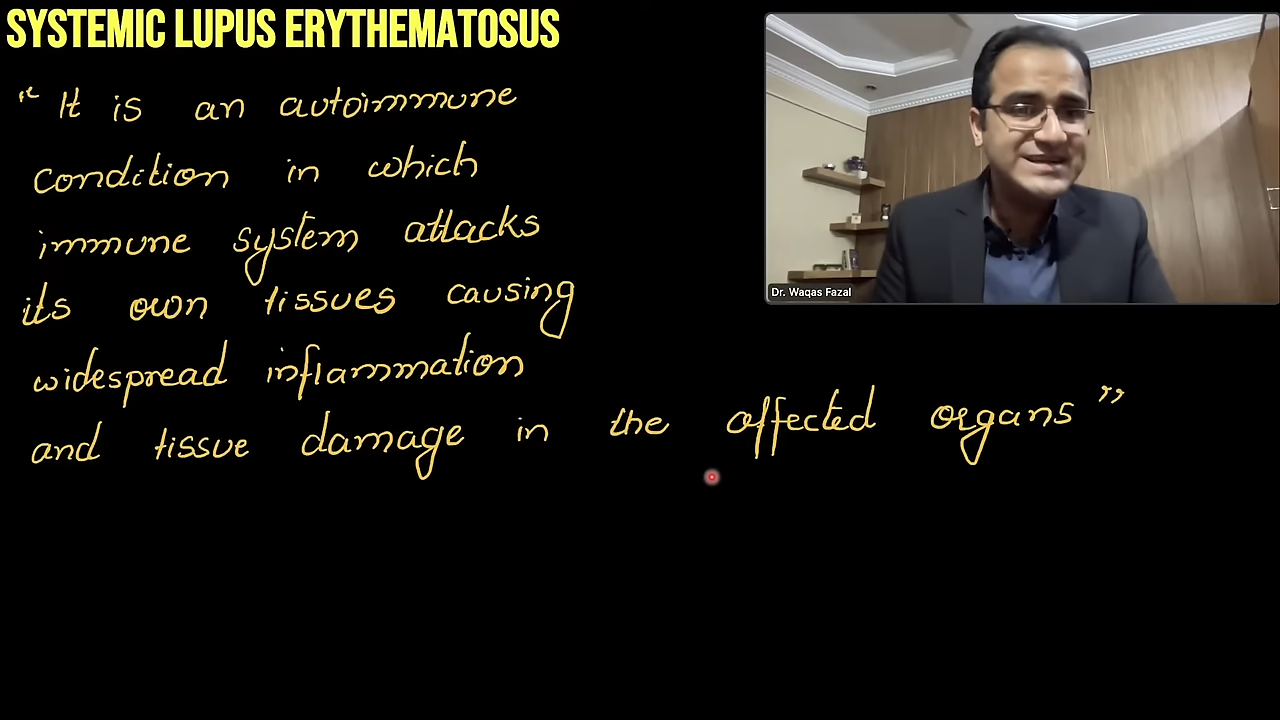 SYSTEMIC LUPUS ERYTHEMATOSUS
“ It is an autoimmune
condition in which
immune system attacks
its own tissues causing
widespread inflammation
and tissue damage in the affected organs ”
Dr. Waqas Fazal